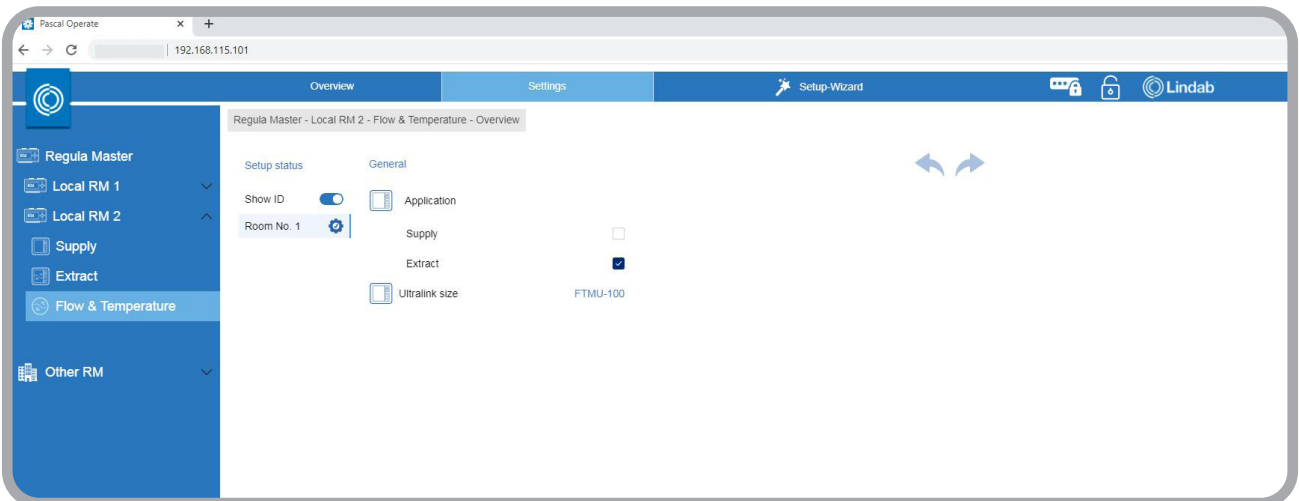 Pascal Operate
192.168.115.101
Overview
Settings
Setup-Wizard
Lindab
Regula Master - Local RM 2 - Flow & Temperature - Overview
Regula Master
Local RM 1
Local RM 2
Supply
Extract
Flow & Temperature
Other RM
Setup status
General
Show ID
Application
Room No. 1
Supply
Extract
Ultralink size FTMU-100